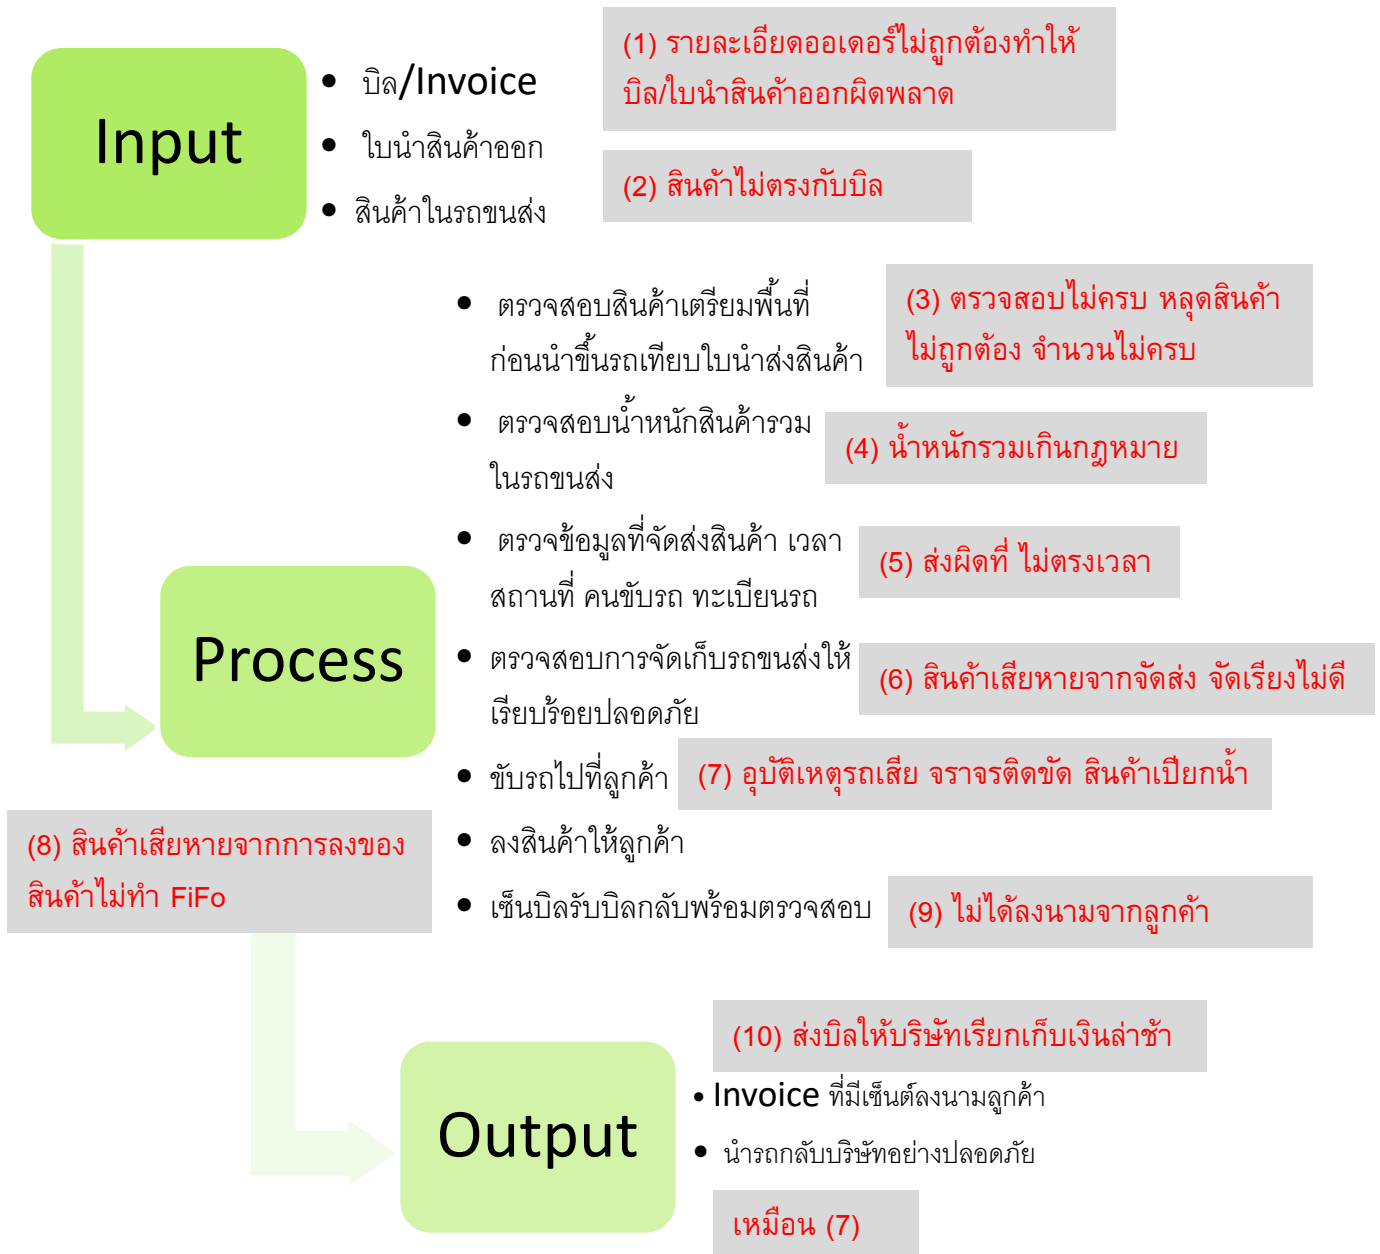 Input
• บิล/Invoice
• ใบนำสินค้าออก
• สินค้าในรถขนส่ง
(1) รายละเอียดออเดอร์ไม่ถูกต้องทำให้
บิล/ใบนำสินค้าออกผิดพลาด
(2) สินค้าไม่ตรงกับบิล
Process
• ตรวจสอบสินค้าเตรียมพื้นที่
ก่อนนำขึ้นรถเทียบใบนำส่งสินค้า
(3) ตรวจสอบไม่ครบ หลุดสินค้า
ไม่ถูกต้อง จำนวนไม่ครบ
• ตรวจสอบน้ำหนักสินค้ารวม
ในรถขนส่ง
(4) น้ำหนักรวมเกินกฎหมาย
• ตรวจข้อมูลที่จัดส่งสินค้า เวลา
สถานที่ คนขับรถ ทะเบียนรถ
(5) ส่งผิดที่ ไม่ตรงเวลา
• ตรวจสอบการจัดเก็บรถขนส่งให้
เรียบร้อยปลอดภัย
(6) สินค้าเสียหายจากจัดส่ง จัดเรียงไม่ดี
• ขับรถไปที่ลูกค้า
(7) อุบัติเหตุรถเสีย จราจรติดขัด สินค้าเปียกน้ำ
• ลงสินค้าให้ลูกค้า
(8) สินค้าเสียหายจากการลงของ
สินค้าไม่ทำ FiFo
• เซ็นบิลรับบิลกลับพร้อมตรวจสอบ
(9) ไม่ได้ลงนามจากลูกค้า
Output
(10) ส่งบิลให้บริษัทเรียกเก็บเงินล่าช้า
• Invoice ที่มีเซ็นต์ลงนามลูกค้า
• นำรถกลับบริษัทอย่างปลอดภัย
เหมือน (7)